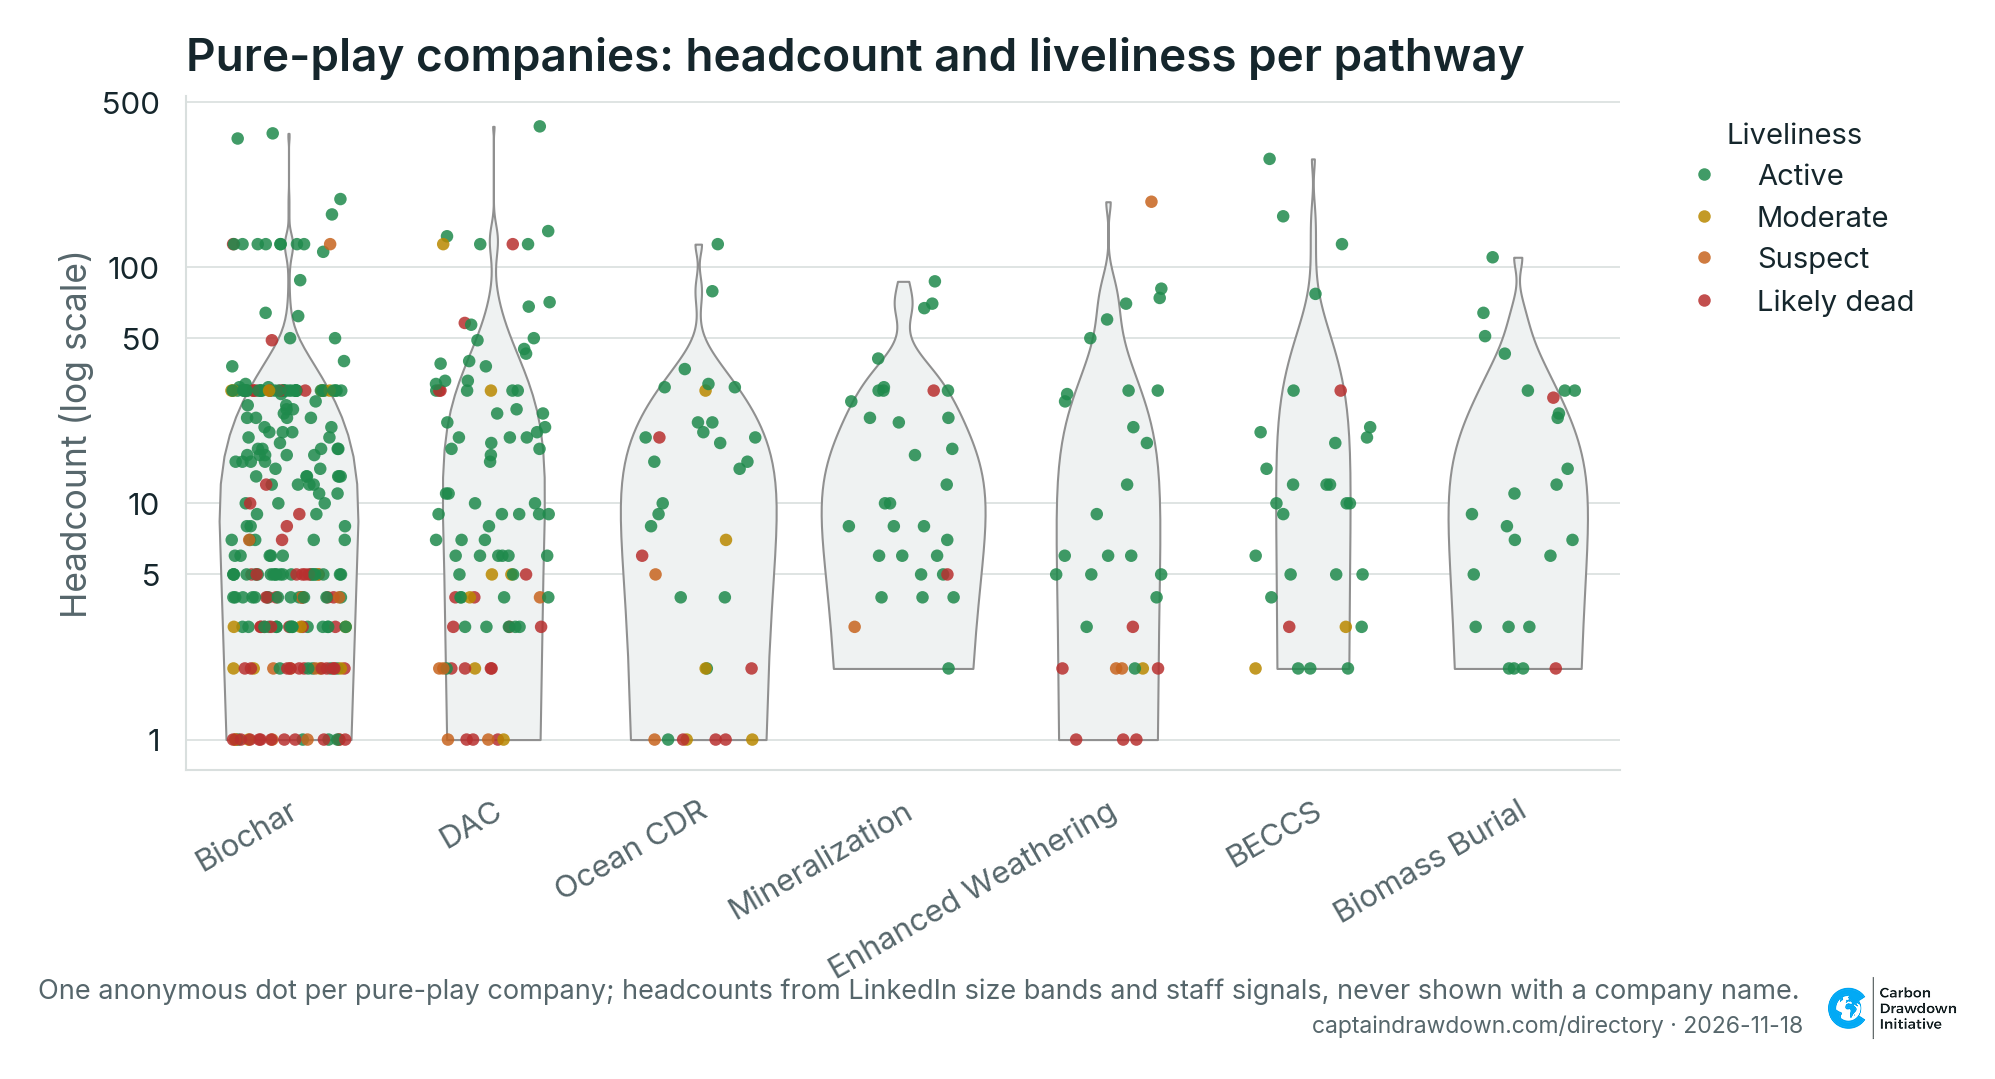 Pure-play companies: headcount and liveliness per pathway
500
100
50
10
5
1
Headcount (log scale)
Liveliness
Active
Moderate
Suspect
Likely dead
Biochar
DAC
Ocean CDR
Mineralization
Enhanced Weathering
BECCS
Biomass Burial
One anonymous dot per pure-play company; headcounts from LinkedIn size bands and staff signals, never shown with a company name.
captaindrawdown.com/directory · 2026-11-18
Carbon
Drawdown
Initiative